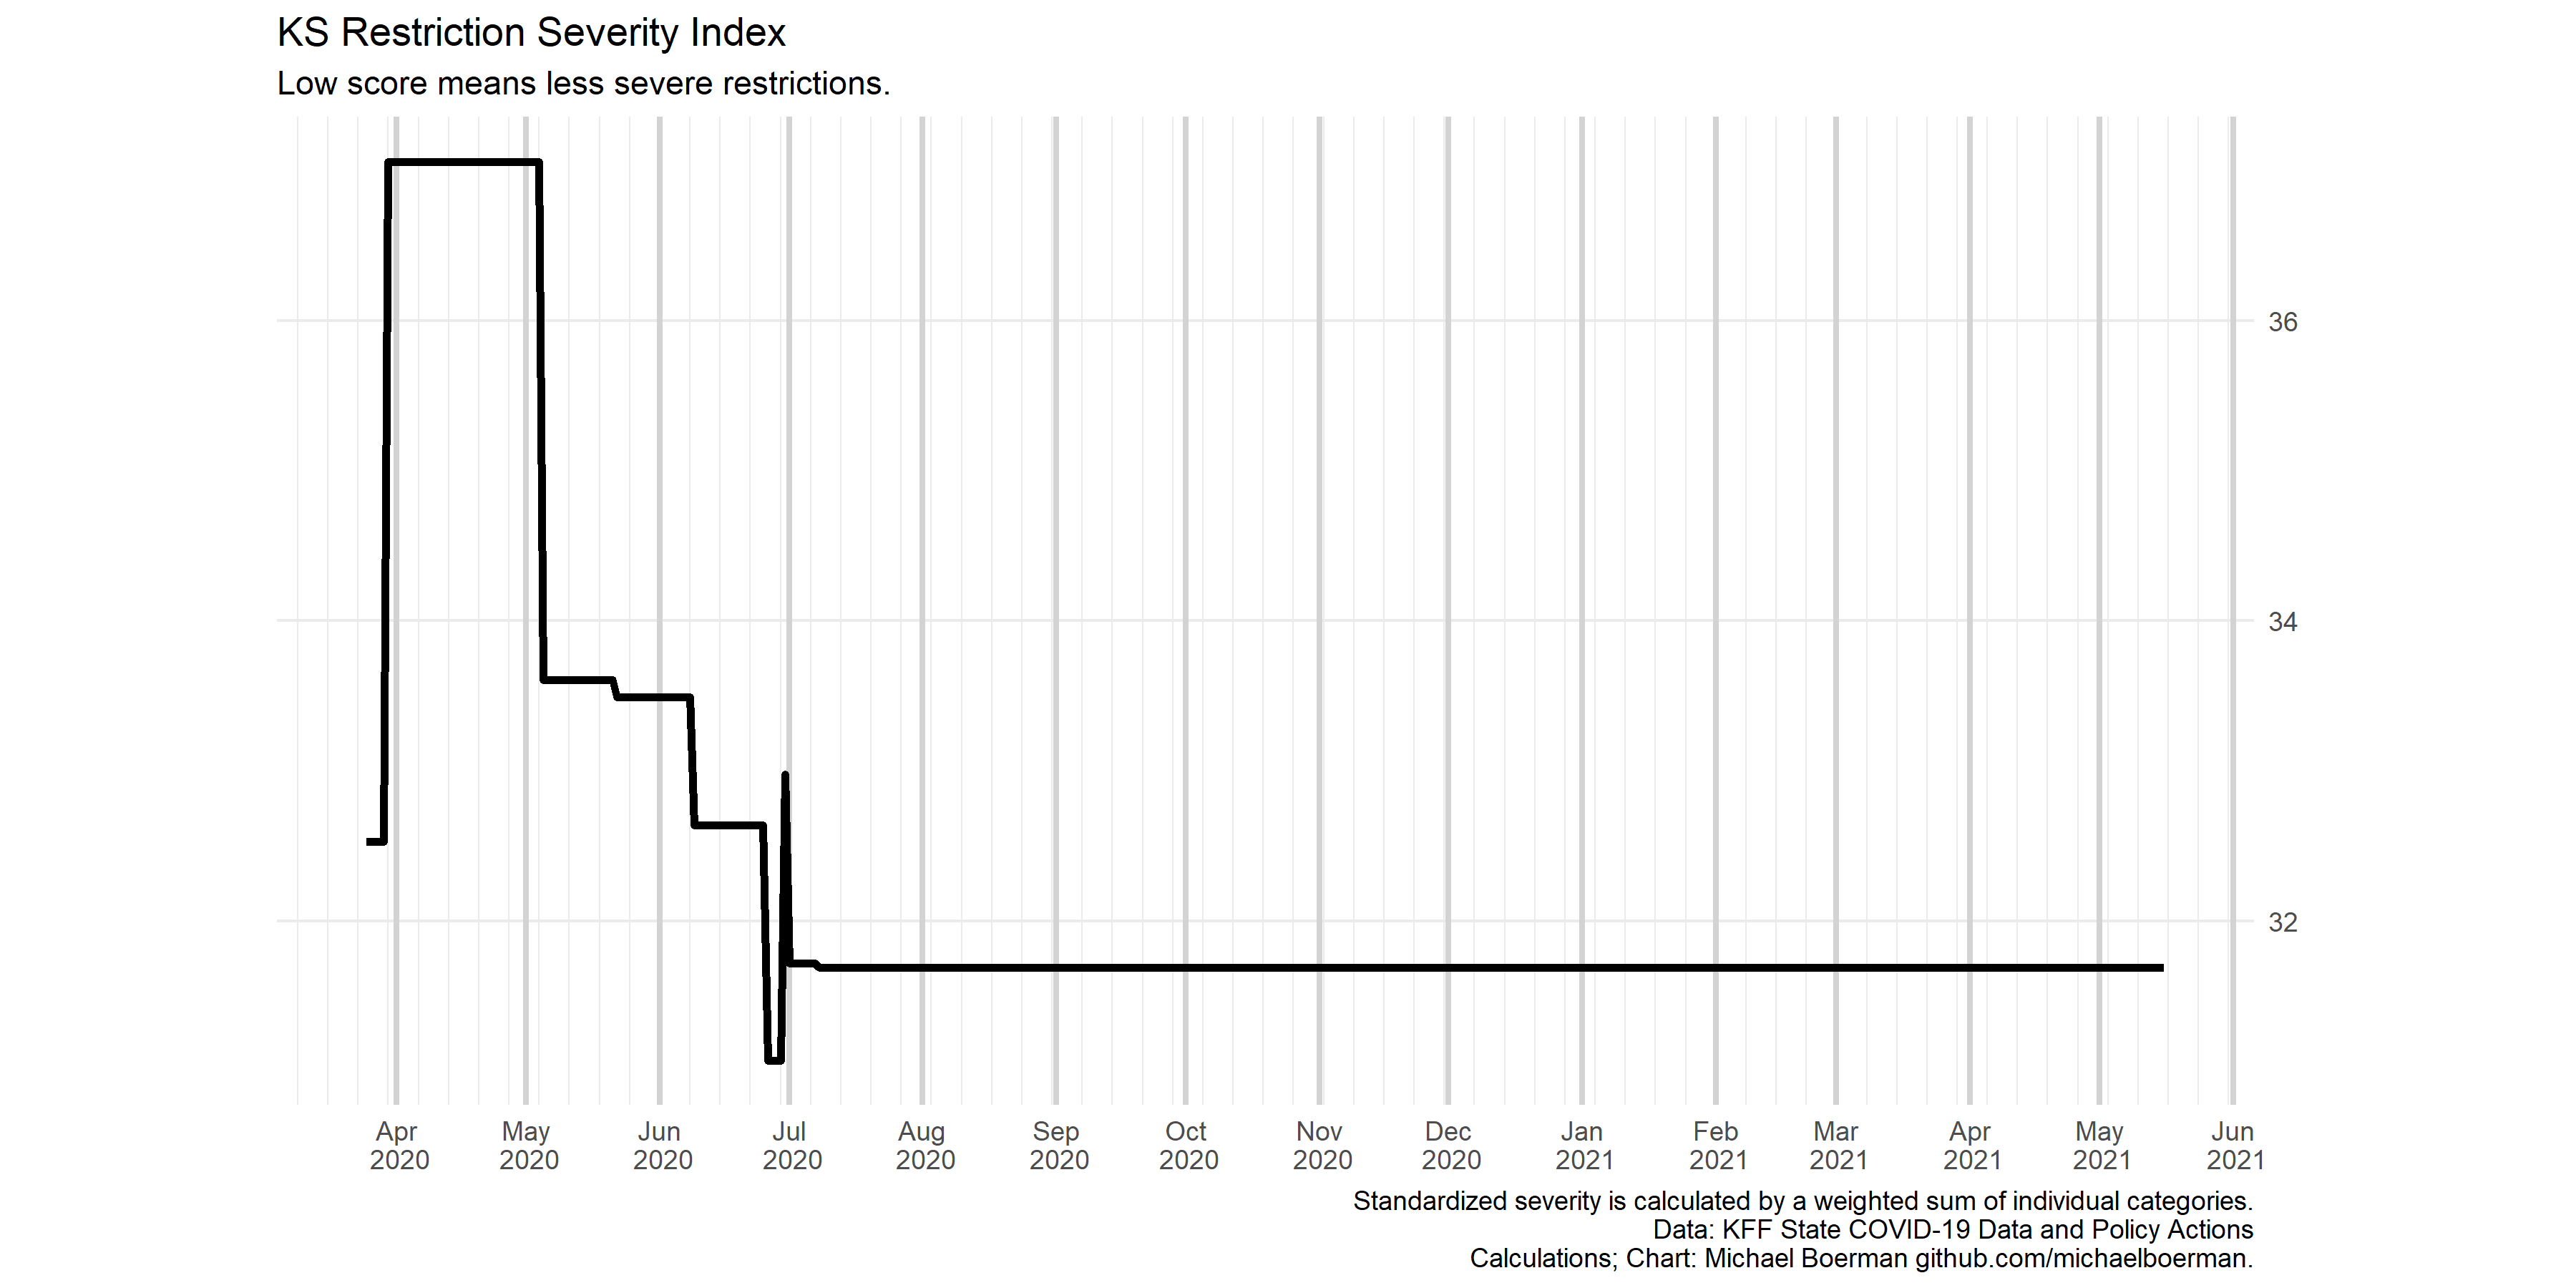 KS Restriction Severity Index
Low score means less severe restrictions.
36
34
32
Apr May Jun Jul Aug Sep Oct Nov Dec Jan Feb Mar Apr May Jun
2020 2020 2020 2020 2020 2020 2020 2020 2020 2021 2021 2021 2021 2021 2021
Standardized severity is calculated by a weighted sum of individual categories.
Data: KFF State COVID-19 Data and Policy Actions
Calculations; Chart: Michael Boerman github.com/michaelboerman.